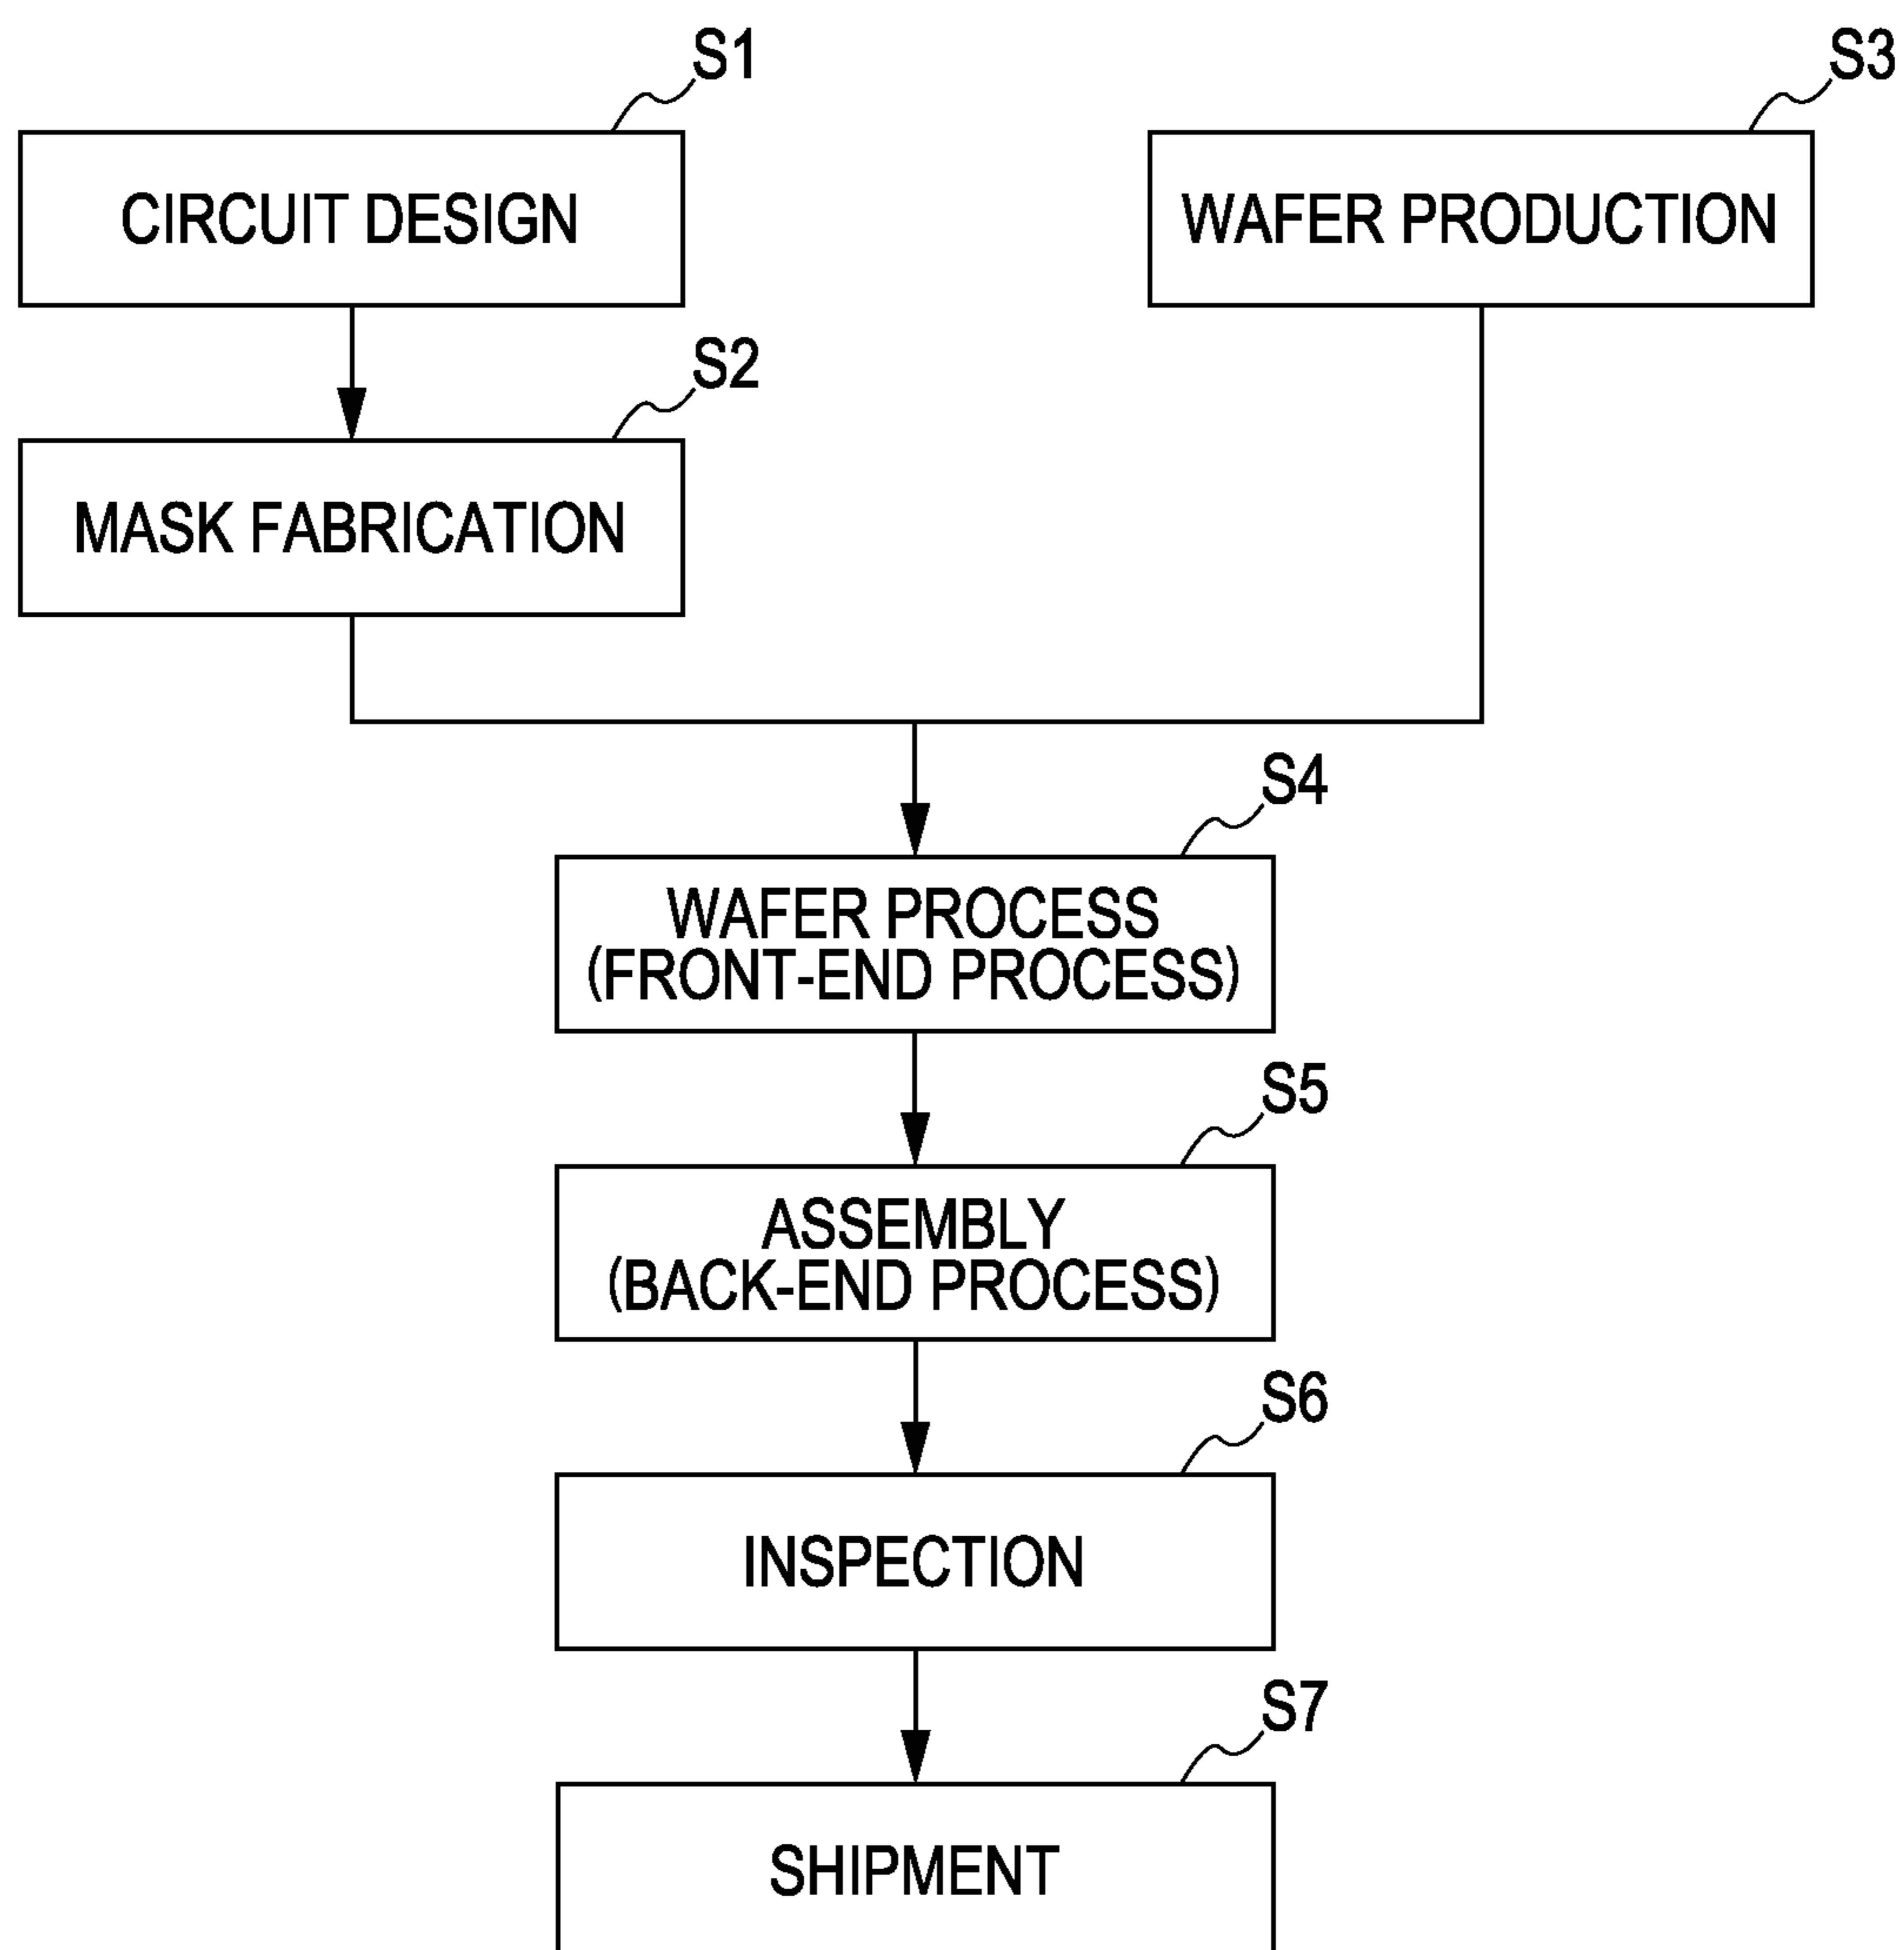 S1
CIRCUIT DESIGN
S3
WAFER PRODUCTION
S2
MASK FABRICATION
S4
WAFER PROCESS
(FRONT-END PROCESS)
S5
ASSEMBLY
(BACK-END PROCESS)
S6
INSPECTION
S7
SHIPMENT